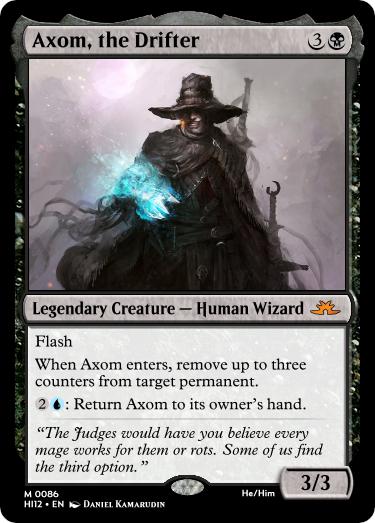 Axom, the Drifter 3
Legendary Creature — Human Wizard
Flash
When Axom enters, remove up to three
counters from target permanent.
2: Return Axom to its owner's hand.
"The Judges would have you believe every
mage works for them or rots. Some of us find
the third option."
3/3
M 0086
HI12 • EN Daniel Kamarudin
He/Him